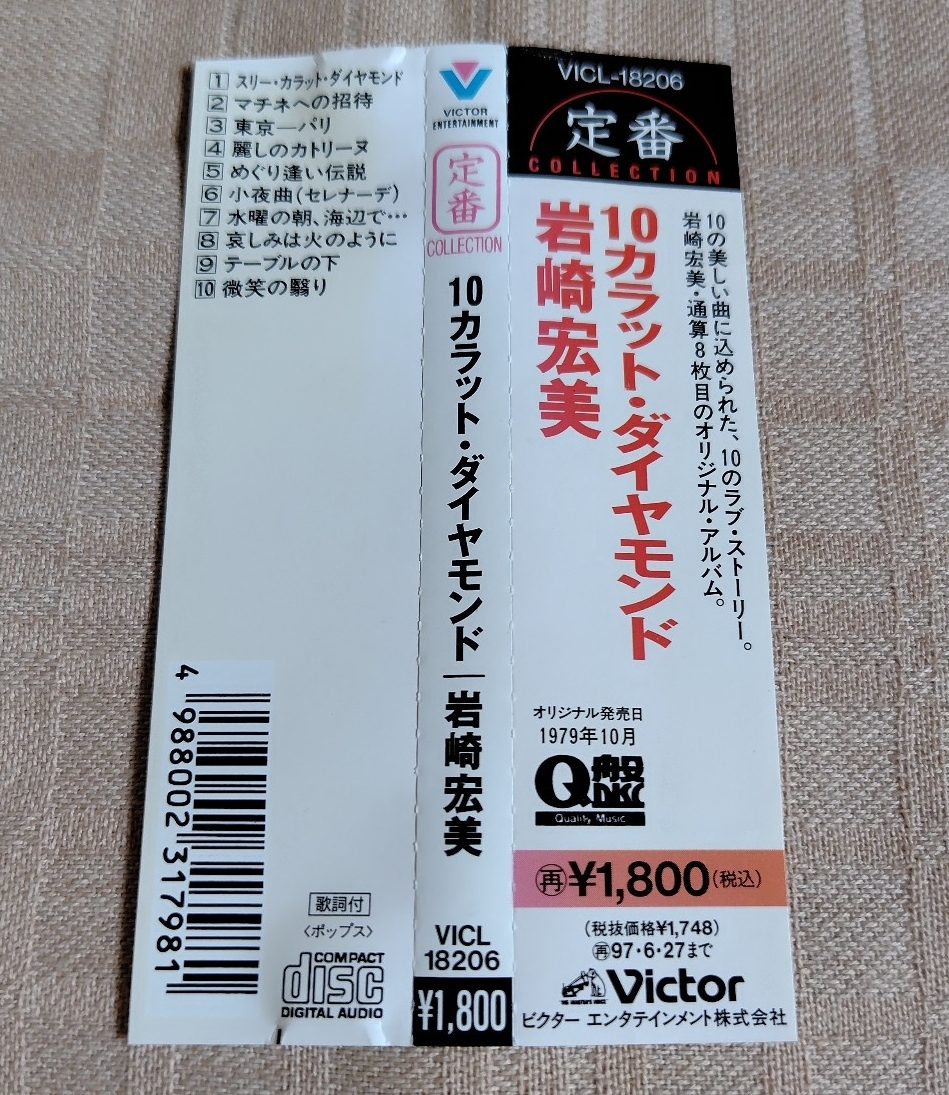 1 スリー・カラット・ダイヤモンド
2 マチネへの招待
3 東京—パリ
4 麗しのカトリーヌ
5 めぐり逢い伝説
6 小夜曲(セレナーデ)
7 水曜の朝、海辺で…
8 哀しみは火のように
9 テーブルの下
10 微笑の翳り
4 988002 317981
歌詞付
〈ポップス〉
COMPACT
disc
DIGITAL AUDIO
VICTOR
ENTERTAINMENT
定番
COLLECTION
10カラット・ダイヤモンド｜岩崎宏美
VICL
18206
¥1,800
VICL-18206
定番
COLLECTION
10の美しい曲に込められた、10のラブ・ストーリー。
岩崎宏美・通算8枚目のオリジナル・アルバム。
10カラット・ダイヤモンド
岩崎宏美
オリジナル発売日
1979年10月
Q盤
Quality Music
再¥1,800(税込)
(税抜価格¥1,748)
再97・6・27まで
Victor
ビクター エンタテインメント株式会社